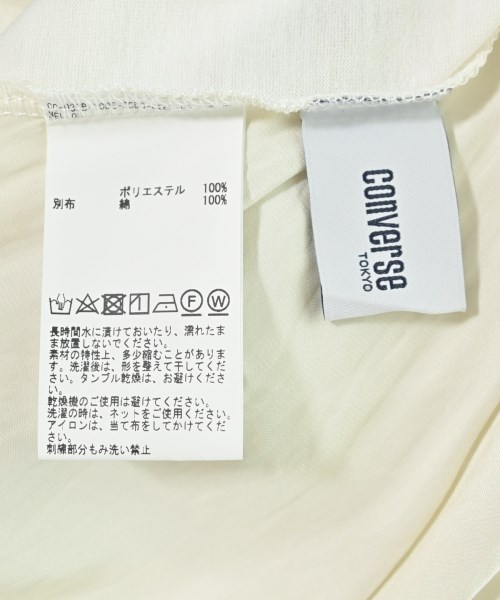 ポリエステル 100%
別布 綿 100%
F W
長時間水に漬けておいたり、濡れたま
ま放置しないでください。
素材の特性上、多少縮むことがありま
す。洗濯後は、形を整えて干してくだ
さい。タンブル乾燥は、お避けくださ
い。
乾燥機のご使用は避けてください。
洗濯の時は、ネットをご使用ください。
アイロンは、当て布をしてかけてください。
刺繍部分もみ洗い禁止
converse
TOKYO